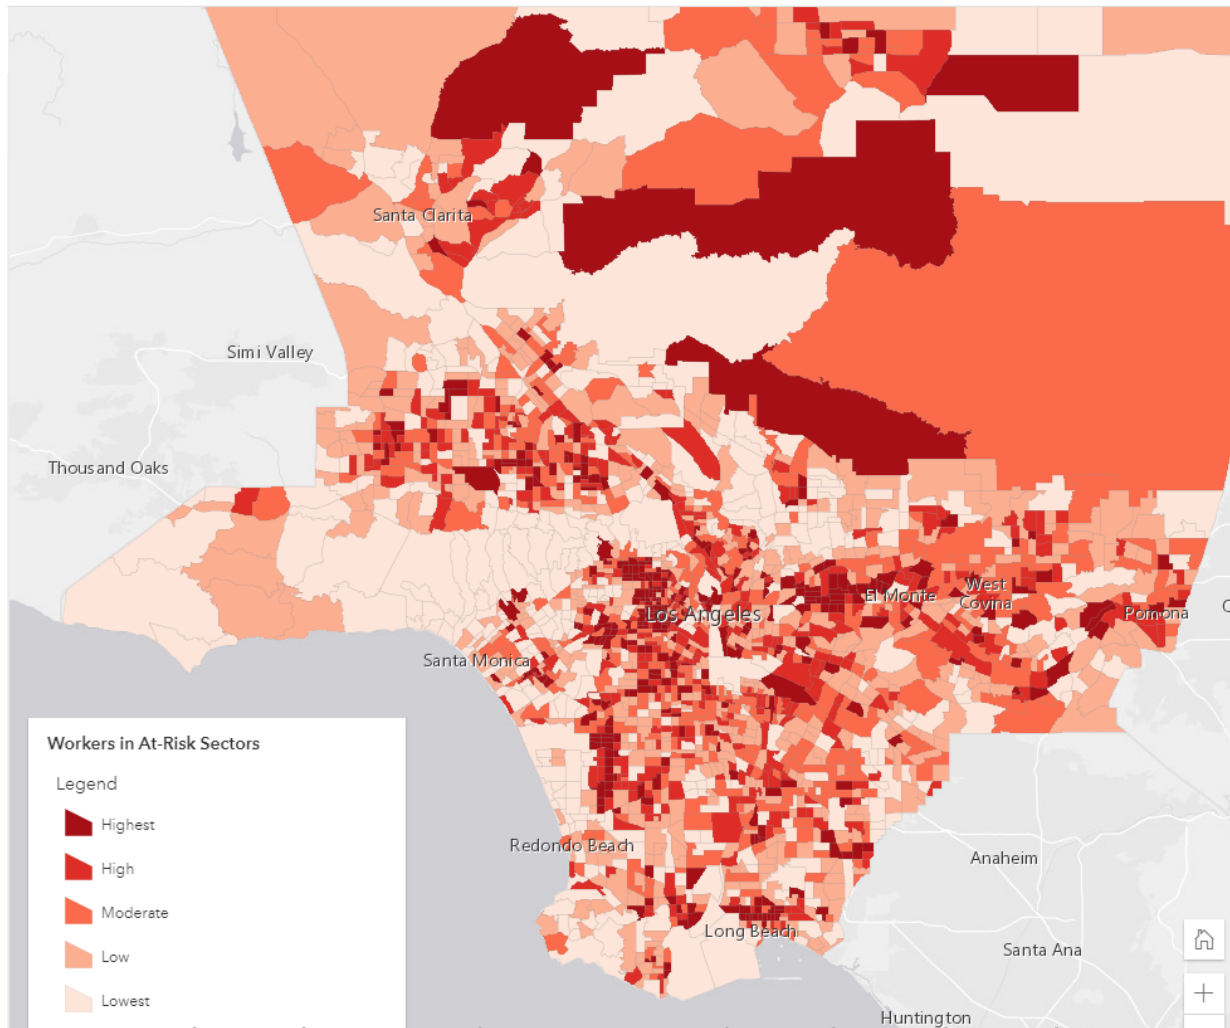 Santa Clarita
Simi Valley
Thousand Oaks
West
Covina
El Monte
Los Angeles
Pomona
Santa Monica
Workers in At-Risk Sectors
Legend
Highest
High
Moderate
Low
Lowest
Redondo Beach
Anaheim
Long Beach
Santa Ana
Huntington
+